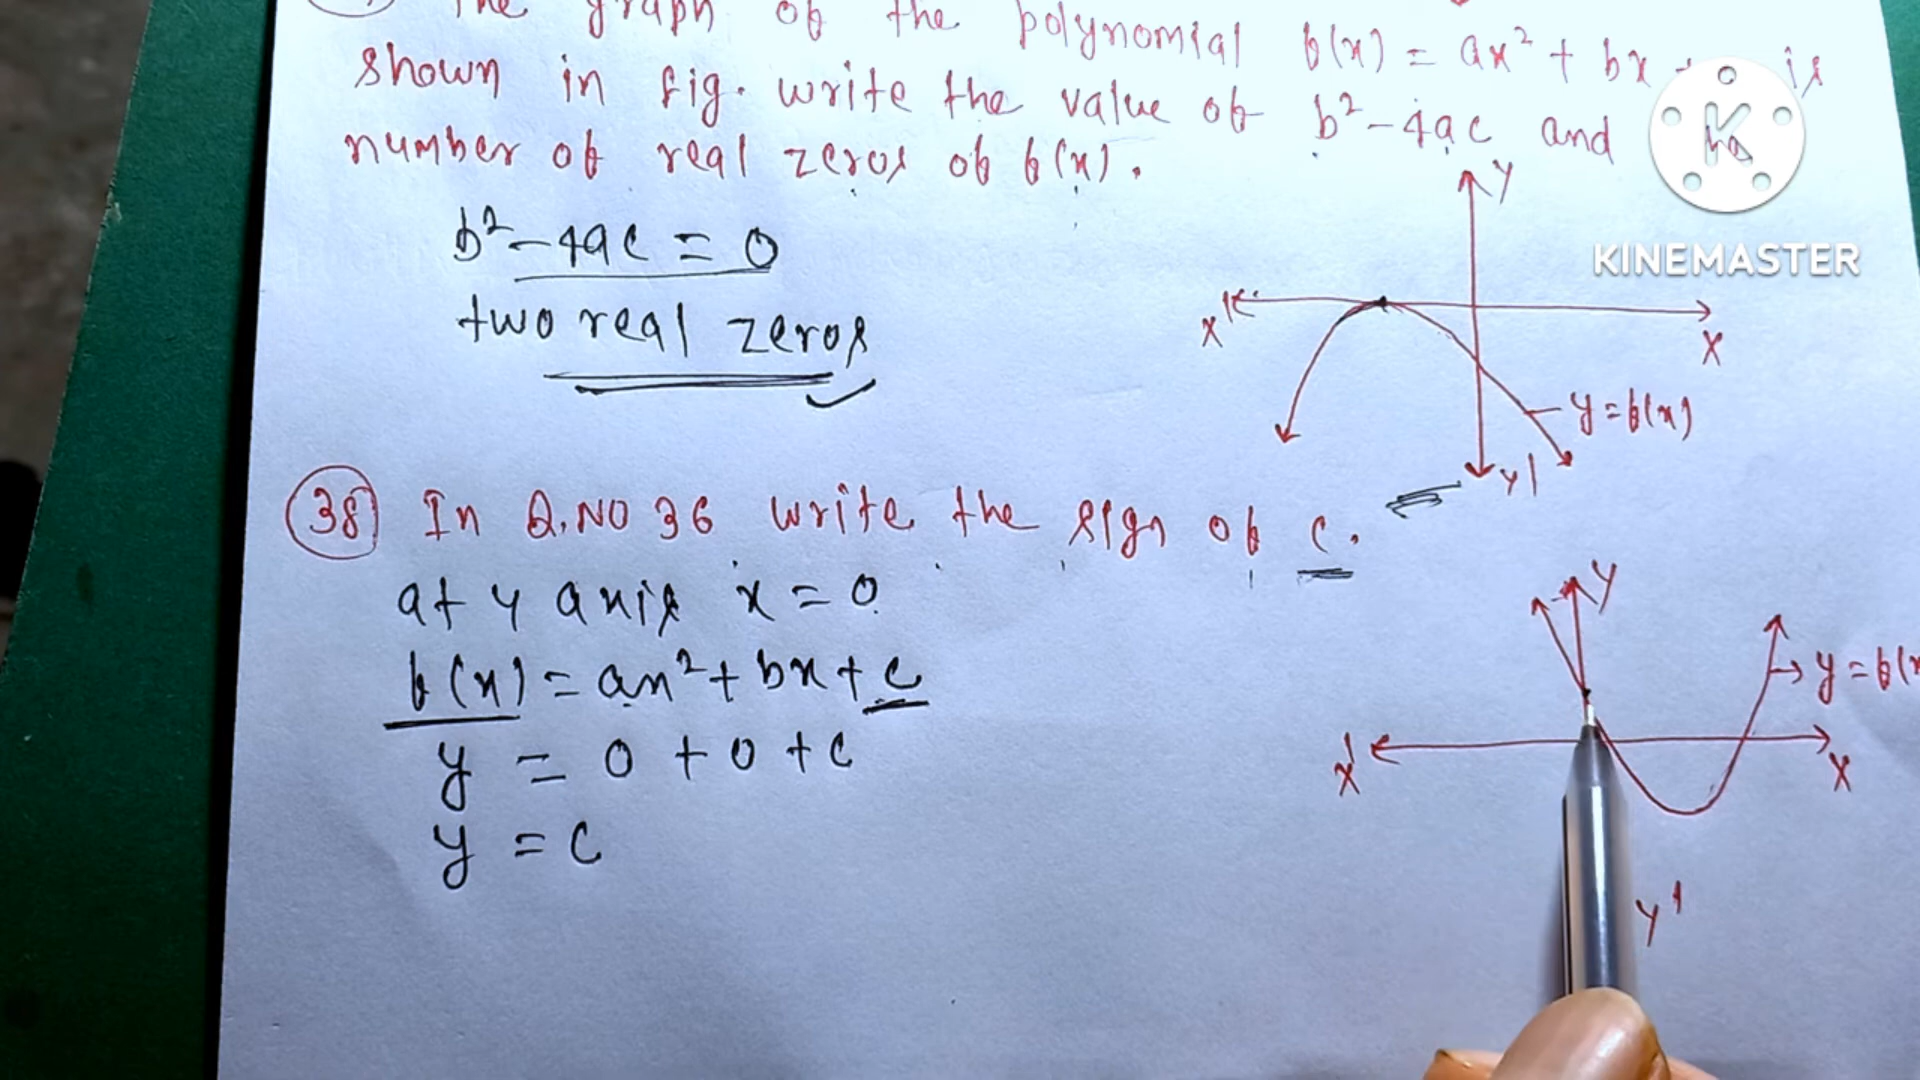 The graph of the polynomial f(x) = ax² + bx + is
shown in fig. write the value of b² - 4ac and
number of real zeros of f(x).
b² - 4ac = 0
two real zeros
Y
X'
X
y = f(x)
Y'
KINEMASTER
38 In Q.NO 36 write the sign of c.
at y axis x = 0
f(x) = ax² + bx + c
y = 0 + 0 + c
y = c
Y
y = f(x
X'
X
Y'